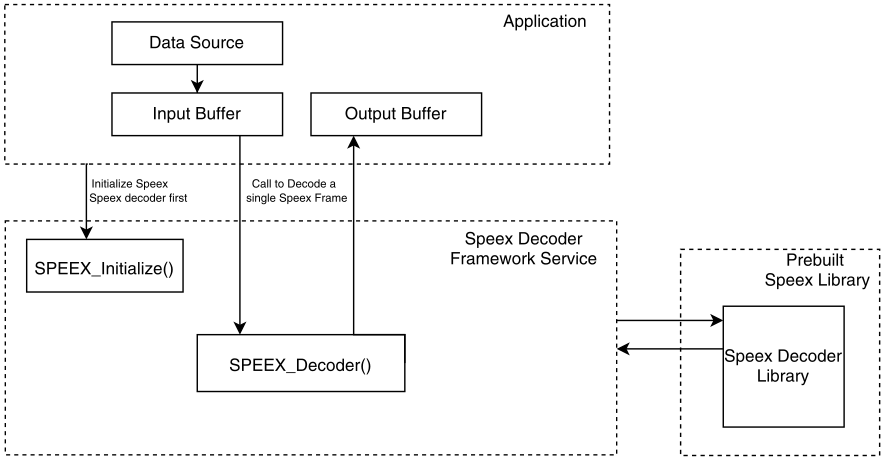 Application
Data Source
Input Buffer
Output Buffer
Initialize Speex
Speex decoder first
Call to Decode a
single Speex Frame
Speex Decoder
Framework Service
SPEEX_Initialize()
SPEEX_Decoder()
Prebuilt
Speex Library
Speex Decoder
Library